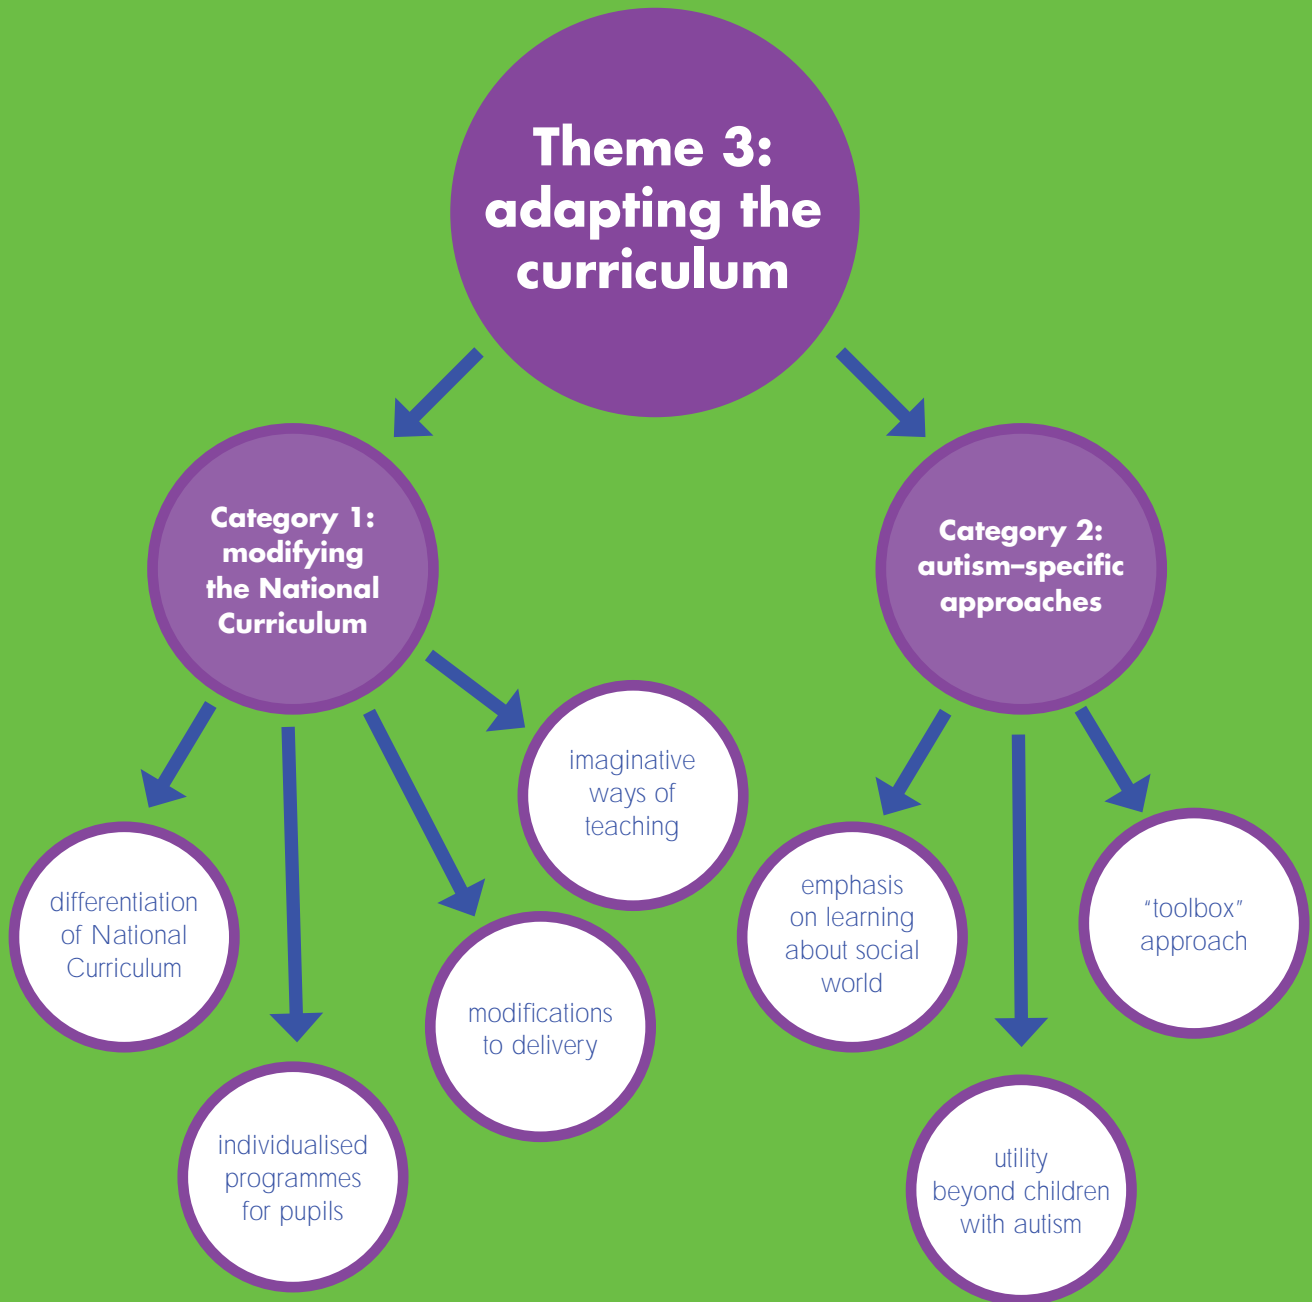 Theme 3:
adapting the
curriculum
Category 1:
modifying
the National
Curriculum
Category 2:
autism–specific
approaches
imaginative
ways of
teaching
differentiation
of National
Curriculum
emphasis
on learning
about social
world
“toolbox”
approach
modifications
to delivery
individualised
programmes
for pupils
utility
beyond children
with autism